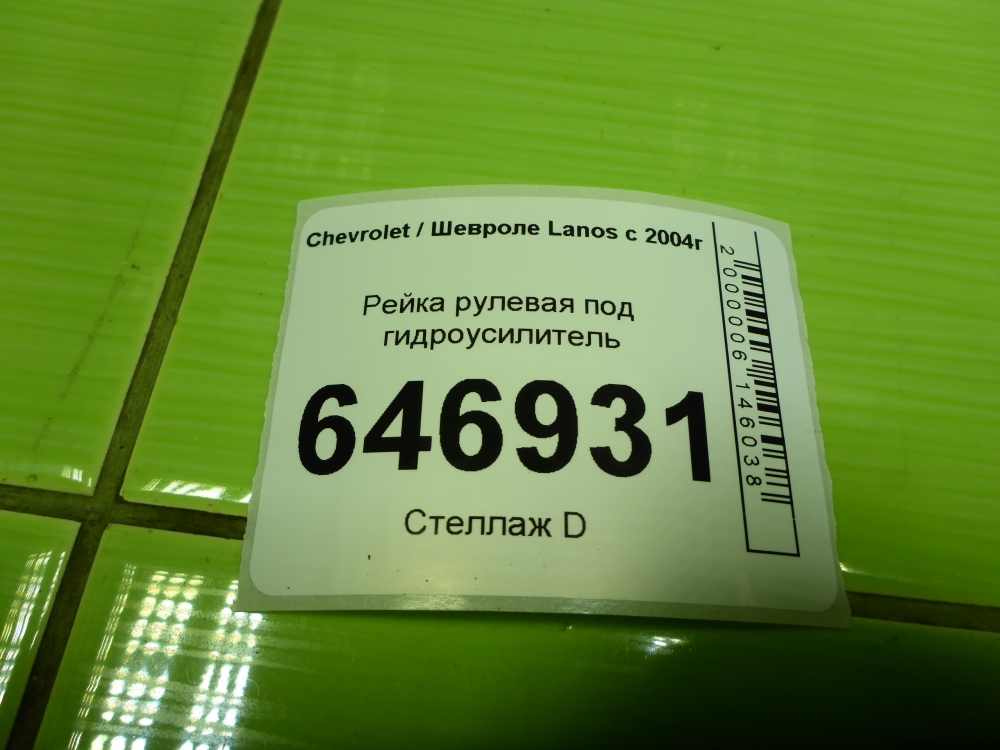 Chevrolet / Шевроле Lanos с 2004г
Рейка рулевая под
гидроусилитель
646931
Стеллаж D
2000006146038